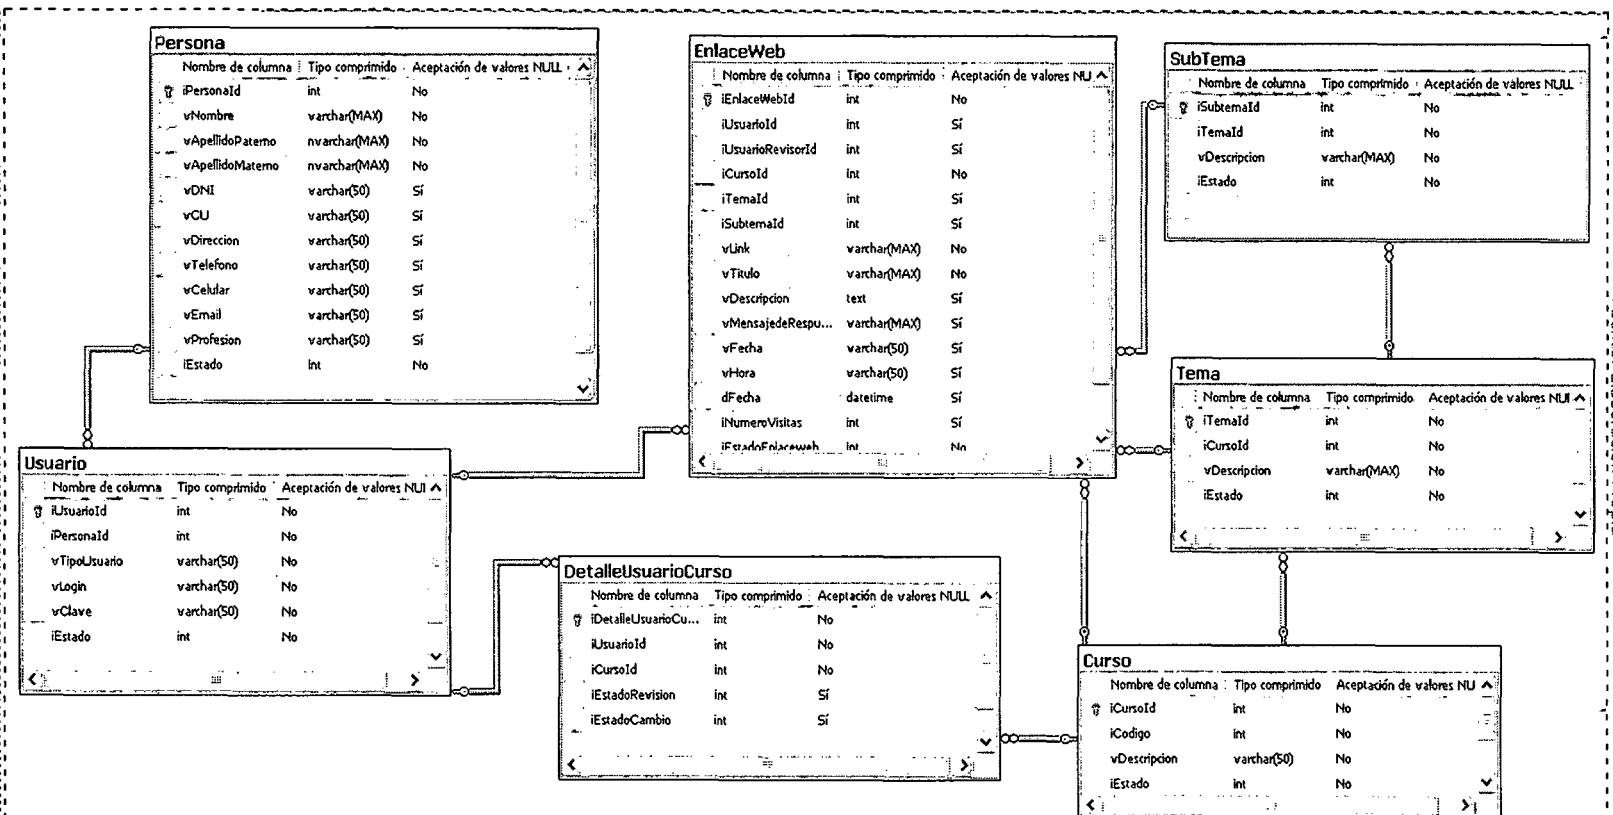 Persona
Nombre de columna Tipo comprimido Aceptación de valores NULL
iPersonaId int No
vNombre varchar(MAX) No
vApellidoPaterno nvarchar(MAX) No
vApellidoMaterno nvarchar(MAX) No
vDNI varchar(50) Sí
vCU varchar(50) Sí
vDireccion varchar(50) Sí
vTelefono varchar(50) Sí
vCelular varchar(50) Sí
vEmail varchar(50) Sí
vProfesion varchar(50) Sí
iEstado int No
EnlaceWeb
Nombre de columna Tipo comprimido Aceptación de valores NU
iEnlaceWebId int No
iUsuarioId int Sí
iUsuarioRevisorId int Sí
iCursoId int No
iTemaId int Sí
iSubtemaId int Sí
vLink varchar(MAX) No
vTitulo varchar(MAX) No
vDescripcion text Sí
vMensajedeRespu... varchar(MAX) Sí
vFecha varchar(50) Sí
vHora varchar(50) Sí
dFecha datetime Sí
iNumeroVisitas int Sí
iEstadoEnlaceweb int No
SubTema
Nombre de columna Tipo comprimido Aceptación de valores NULL
iSubtemaId int No
iTemaId int No
vDescripcion varchar(MAX) No
iEstado int No
Tema
Nombre de columna Tipo comprimido Aceptación de valores NUI
iTemaId int No
iCursoId int No
vDescripcion varchar(MAX) No
iEstado int No
Usuario
Nombre de columna Tipo comprimido Aceptación de valores NUI
iUsuarioId int No
iPersonaId int No
vTipoUsuario varchar(50) No
vLogin varchar(50) No
vClave varchar(50) No
iEstado int No
DetalleUsuarioCurso
Nombre de columna Tipo comprimido Aceptación de valores NULL
iDetalleUsuarioCu... int No
iUsuarioId int No
iCursoId int No
iEstadoRevision int Sí
iEstadoCambio int Sí
Curso
Nombre de columna Tipo comprimido Aceptación de valores NU
iCursoId int No
iCodigo int No
vDescripcion varchar(50) No
iEstado int No